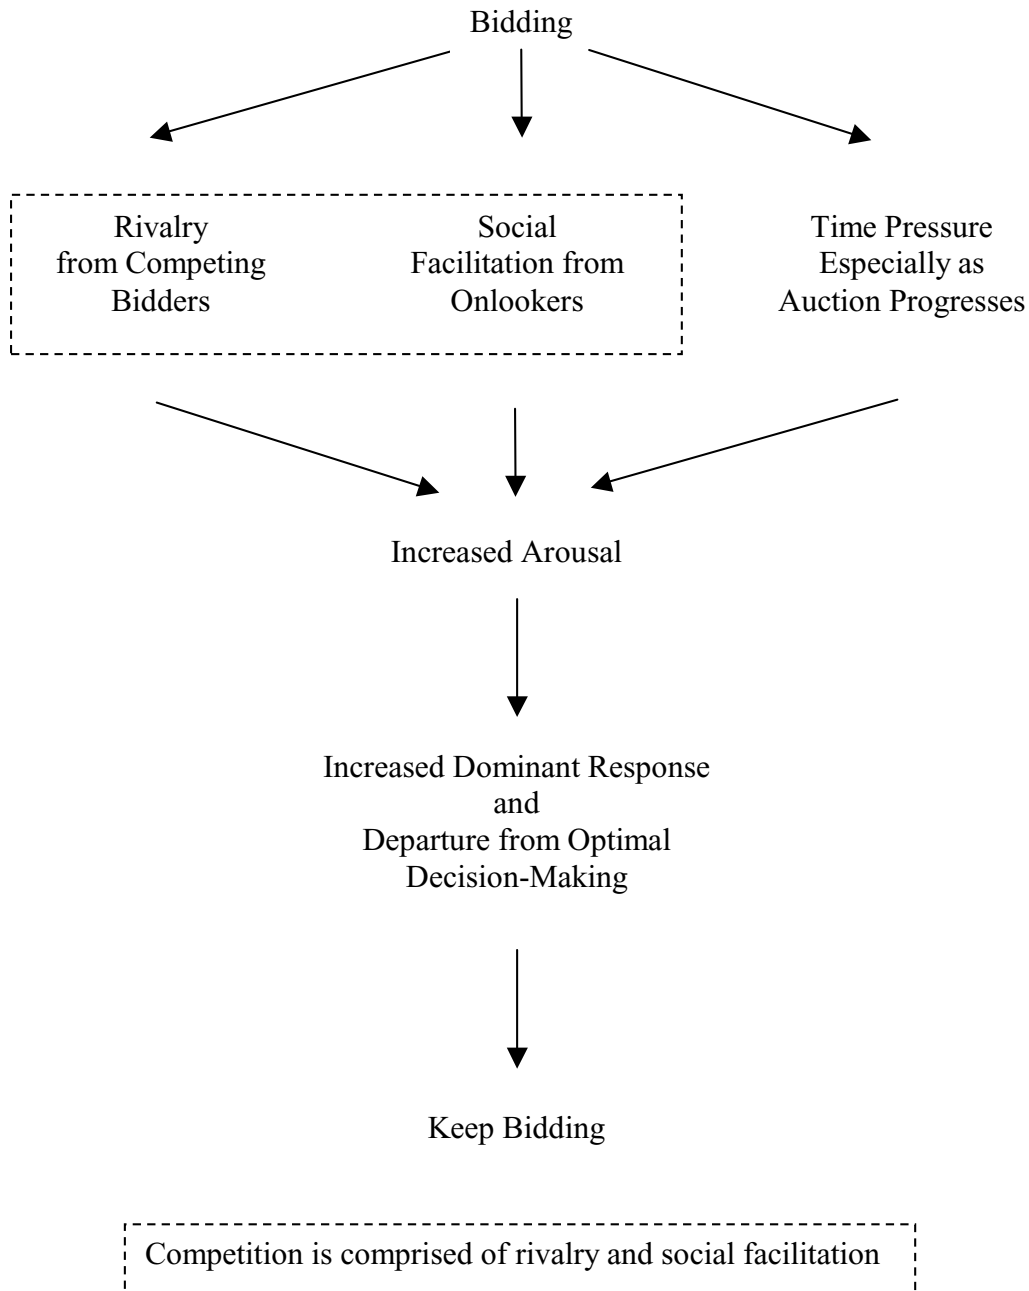 Bidding
Rivalry
from Competing
Bidders
Social
Facilitation from
Onlookers
Time Pressure
Especially as
Auction Progresses
Increased Arousal
Increased Dominant Response
and
Departure from Optimal
Decision-Making
Keep Bidding
Competition is comprised of rivalry and social facilitation